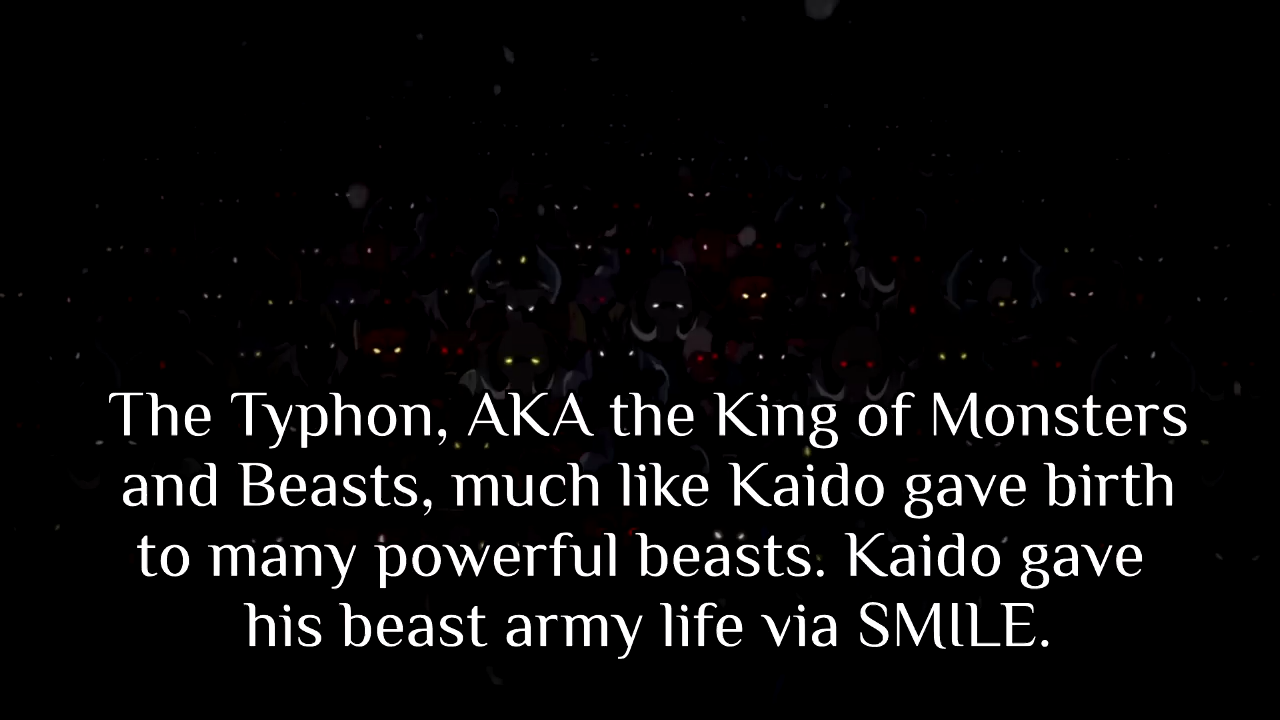 The Typhon, AKA the King of Monsters
and Beasts, much like Kaido gave birth
to many powerful beasts. Kaido gave
his beast army life via SMILE.